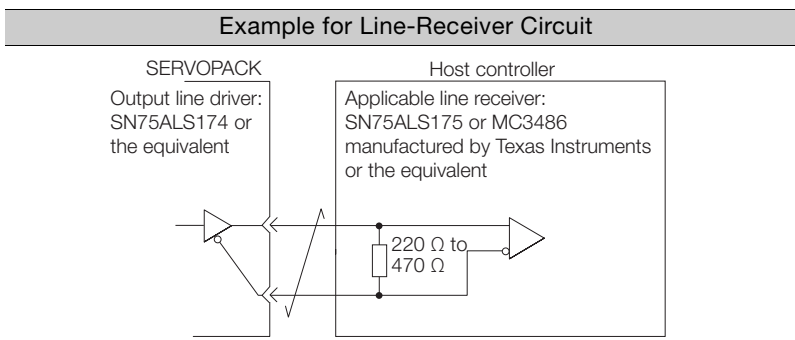 Example for Line-Receiver Circuit
SERVOPACK
Output line driver:
SN75ALS174 or
the equivalent
Host controller
Applicable line receiver:
SN75ALS175 or MC3486
manufactured by Texas Instruments
or the equivalent
220 Ω to
470 Ω